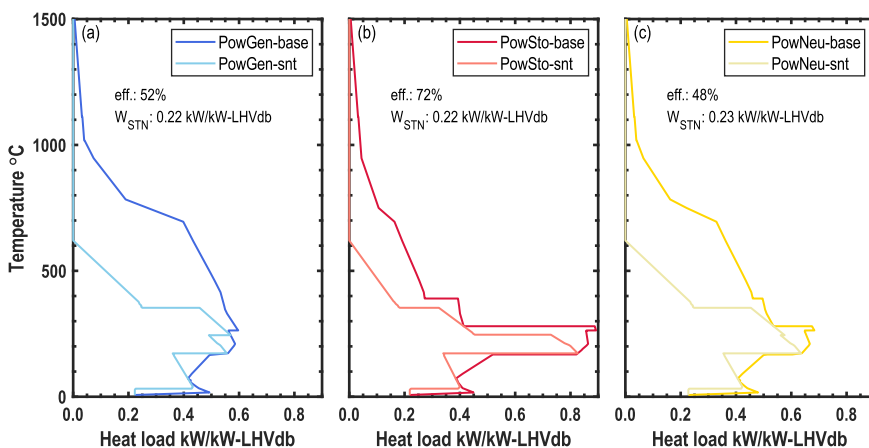 (a)
PowGen-base
PowGen-snt
eff.: 52%
W_STN: 0.22 kW/kW-LHVdb
(b)
PowSto-base
PowSto-snt
eff.: 72%
W_STN: 0.22 kW/kW-LHVdb
(c)
PowNeu-base
PowNeu-snt
eff.: 48%
W_STN: 0.23 kW/kW-LHVdb
Temperature °C
1500
1000
500
0
0.0 0.2 0.4 0.6 0.8
0.0 0.2 0.4 0.6 0.8
0.0 0.2 0.4 0.6 0.8
Heat load kW/kW-LHVdb
Heat load kW/kW-LHVdb
Heat load kW/kW-LHVdb